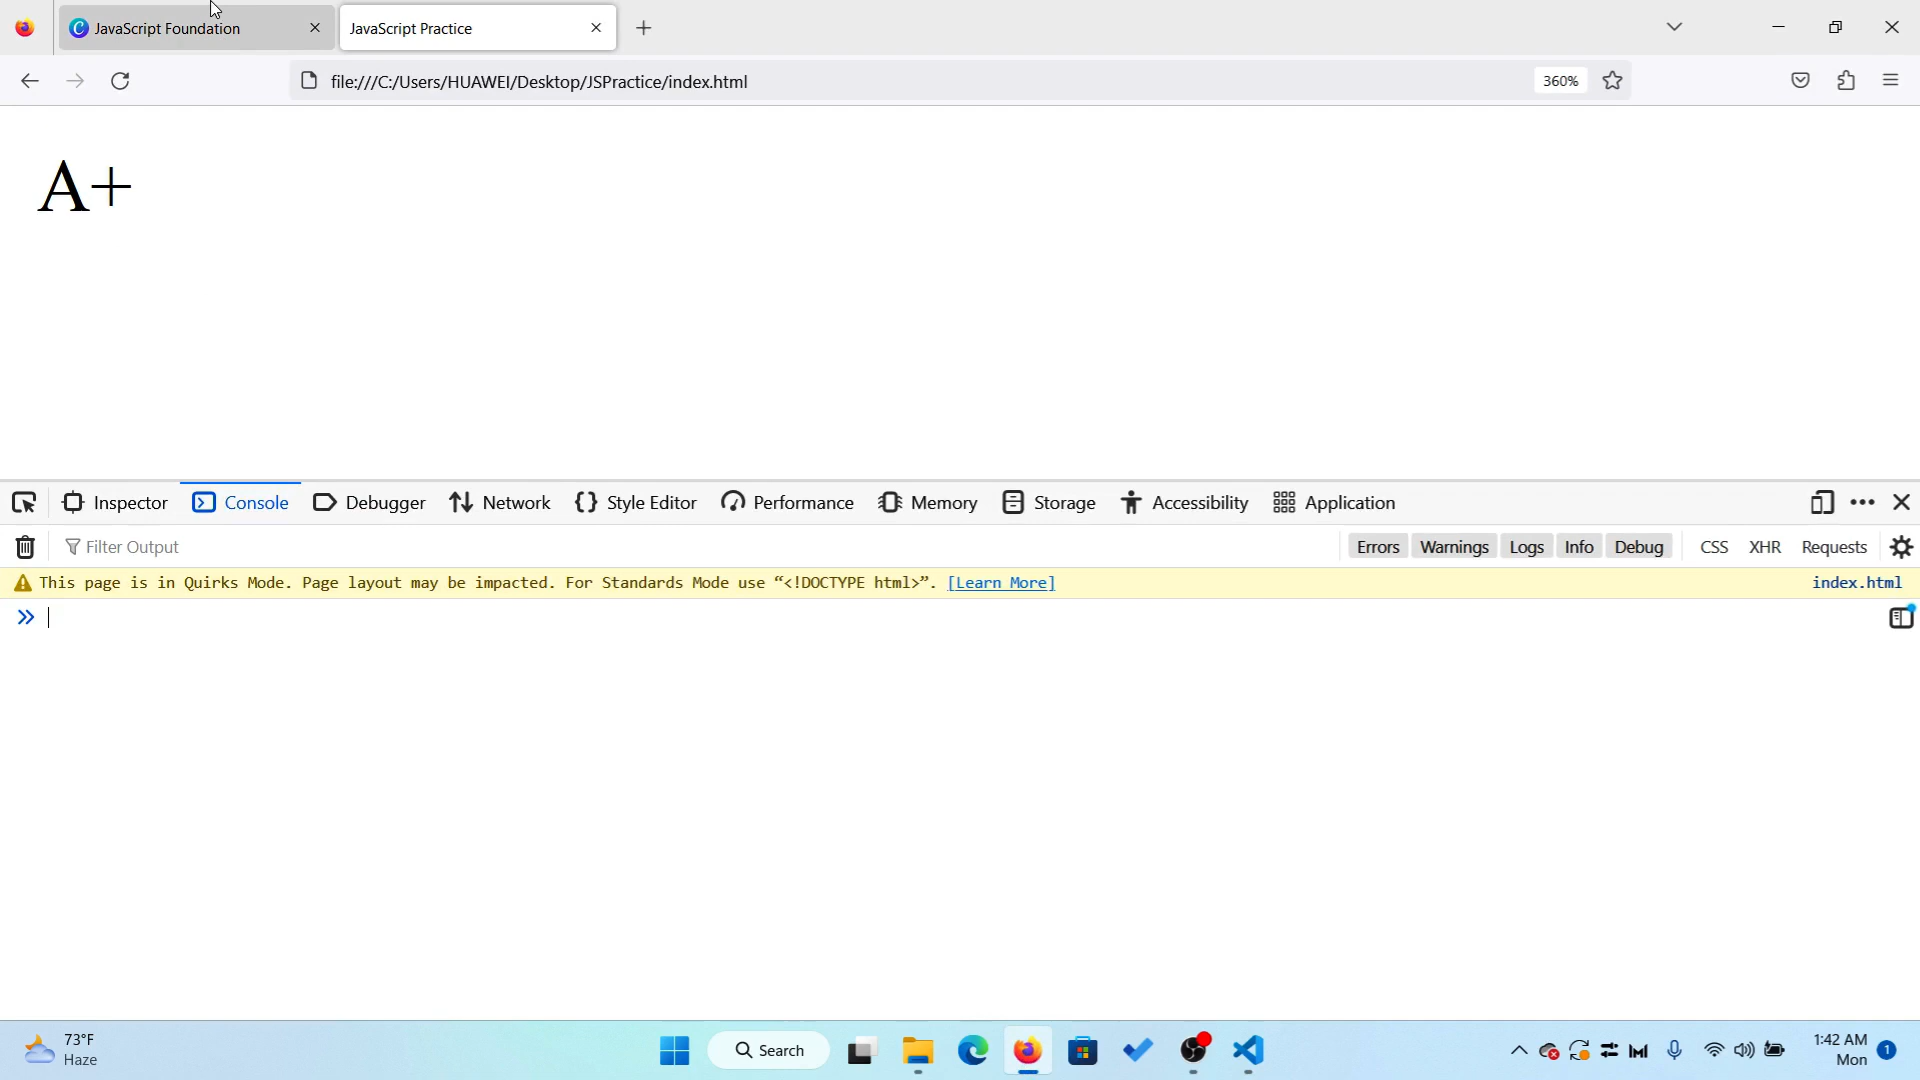 JavaScript Foundation
JavaScript Practice
file:///C:/Users/HUAWEI/Desktop/JSPractice/index.html
360%
A+
Inspector
Console
Debugger
Network
Style Editor
Performance
Memory
Storage
Accessibility
Application
Filter Output
Errors
Warnings
Logs
Info
Debug
CSS
XHR
Requests
This page is in Quirks Mode. Page layout may be impacted. For Standards Mode use “<!DOCTYPE html>”. [Learn More]
index.html
73°F
Haze
Search
1:42 AM
Mon
1